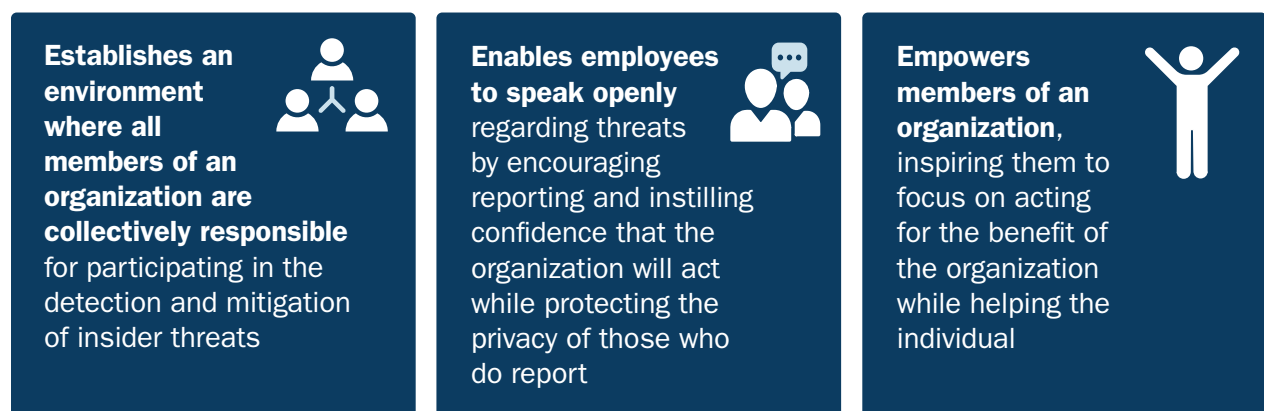 Establishes an
environment
where all
members of an
organization are
collectively responsible
for participating in the
detection and mitigation
of insider threats
Enables employees
to speak openly
regarding threats
by encouraging
reporting and instilling
confidence that the
organization will act
while protecting the
privacy of those who
do report
Empowers
members of an
organization,
inspiring them to
focus on acting
for the benefit of
the organization
while helping the
individual